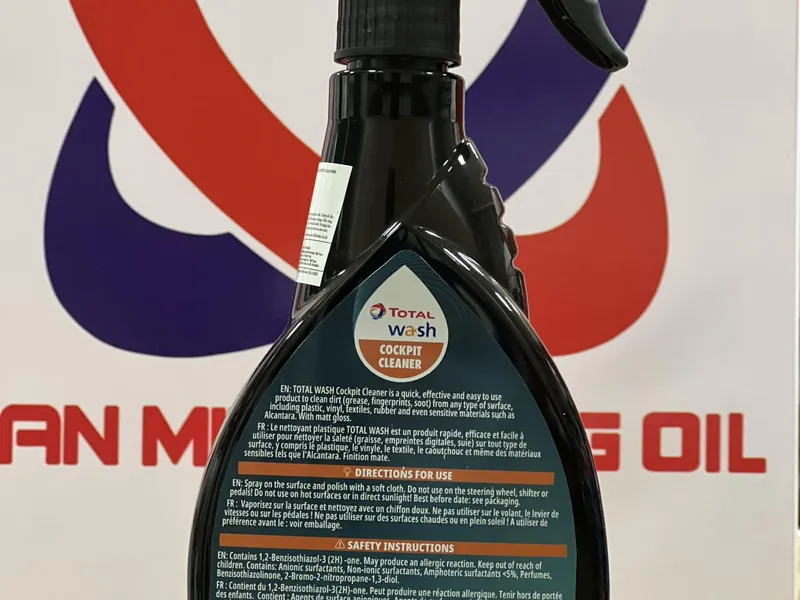 TOTAL
wash
COCKPIT
CLEANER
EN: TOTAL WASH Cockpit Cleaner is a quick, effective and easy to use
product to clean dirt (grease, fingerprints, soot) from any type of surface,
including plastic, vinyl, textiles, rubber and even sensitive materials such as
Alcantara. With matt gloss.
FR : Le nettoyant plastique TOTAL WASH est un produit rapide, efficace et facile à
utiliser pour nettoyer la saleté (graisse, empreintes digitales, suie) sur tout type de
surface, y compris le plastique, le vinyle, le textile, le caoutchouc et même des matériaux
sensibles tels que l'Alcantara. Finition mate.
AN M
G OIL
DIRECTIONS FOR USE
EN: Spray on the surface and polish with a soft cloth. Do not use on the steering wheel, shifter or
pedals! Do not use on hot surfaces or in direct sunlight! Best before date: see packaging.
FR : Vaporisez sur la surface et nettoyez avec un chiffon doux. Ne pas utiliser sur le volant, le levier de
vitesses ou sur les pédales ! Ne pas utiliser sur des surfaces chaudes ou en plein soleil ! A utiliser de
préférence avant le : voir emballage.
SAFETY INSTRUCTIONS
EN: Contains 1,2-Benzisothiazol-3 (2H) -one. May produce an allergic reaction. Keep out of reach of
children. Contains: Anionic surfactants, Non-ionic surfactants, Amphoteric surfactants <5%, Perfumes,
Benzisothiazolinone, 2-Bromo-2-nitropropane-1,3-diol.
FR : Contient du 1,2-Benzisothiazol-3(2H)-one. Peut produire une réaction allergique. Tenir hors de portée
des enfants. Contient : Agents de surface anioniques, Agents de surface